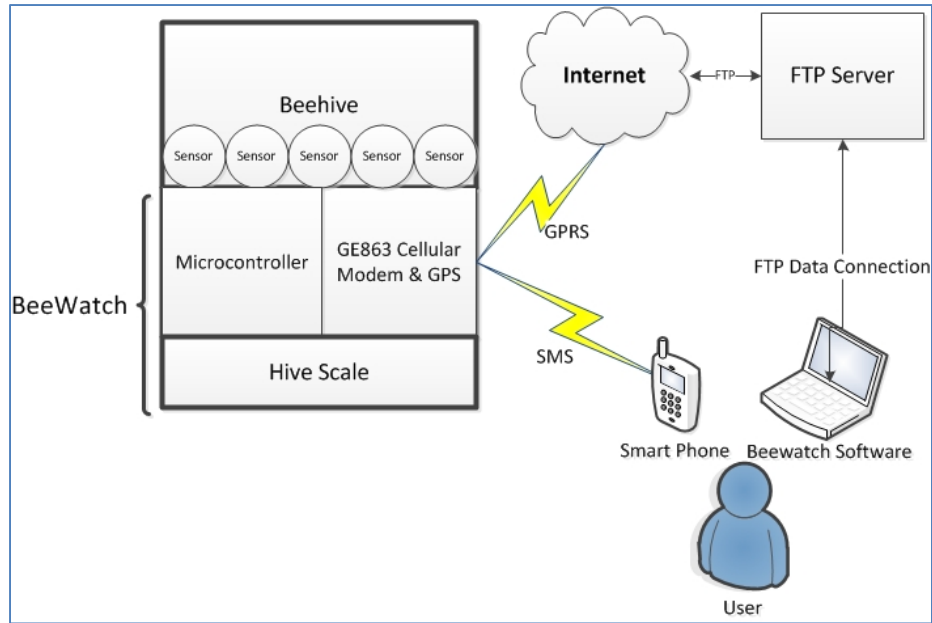 Beehive
Sensor
Sensor
Sensor
Sensor
Sensor
BeeWatch
Microcontroller
GE863 Cellular
Modem & GPS
Hive Scale
Internet
FTP
FTP Server
GPRS
SMS
FTP Data Connection
Smart Phone
Beewatch Software
User